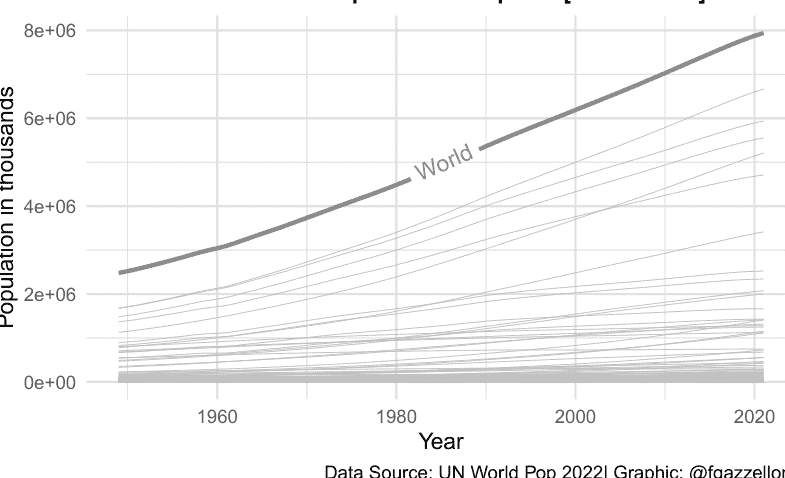 8e+06
6e+06
4e+06
2e+06
0e+00
Population in thousands
World
1960 1980 2000 2020
Year
Data Source: UN World Pop 2022| Graphic: @fgazzellon